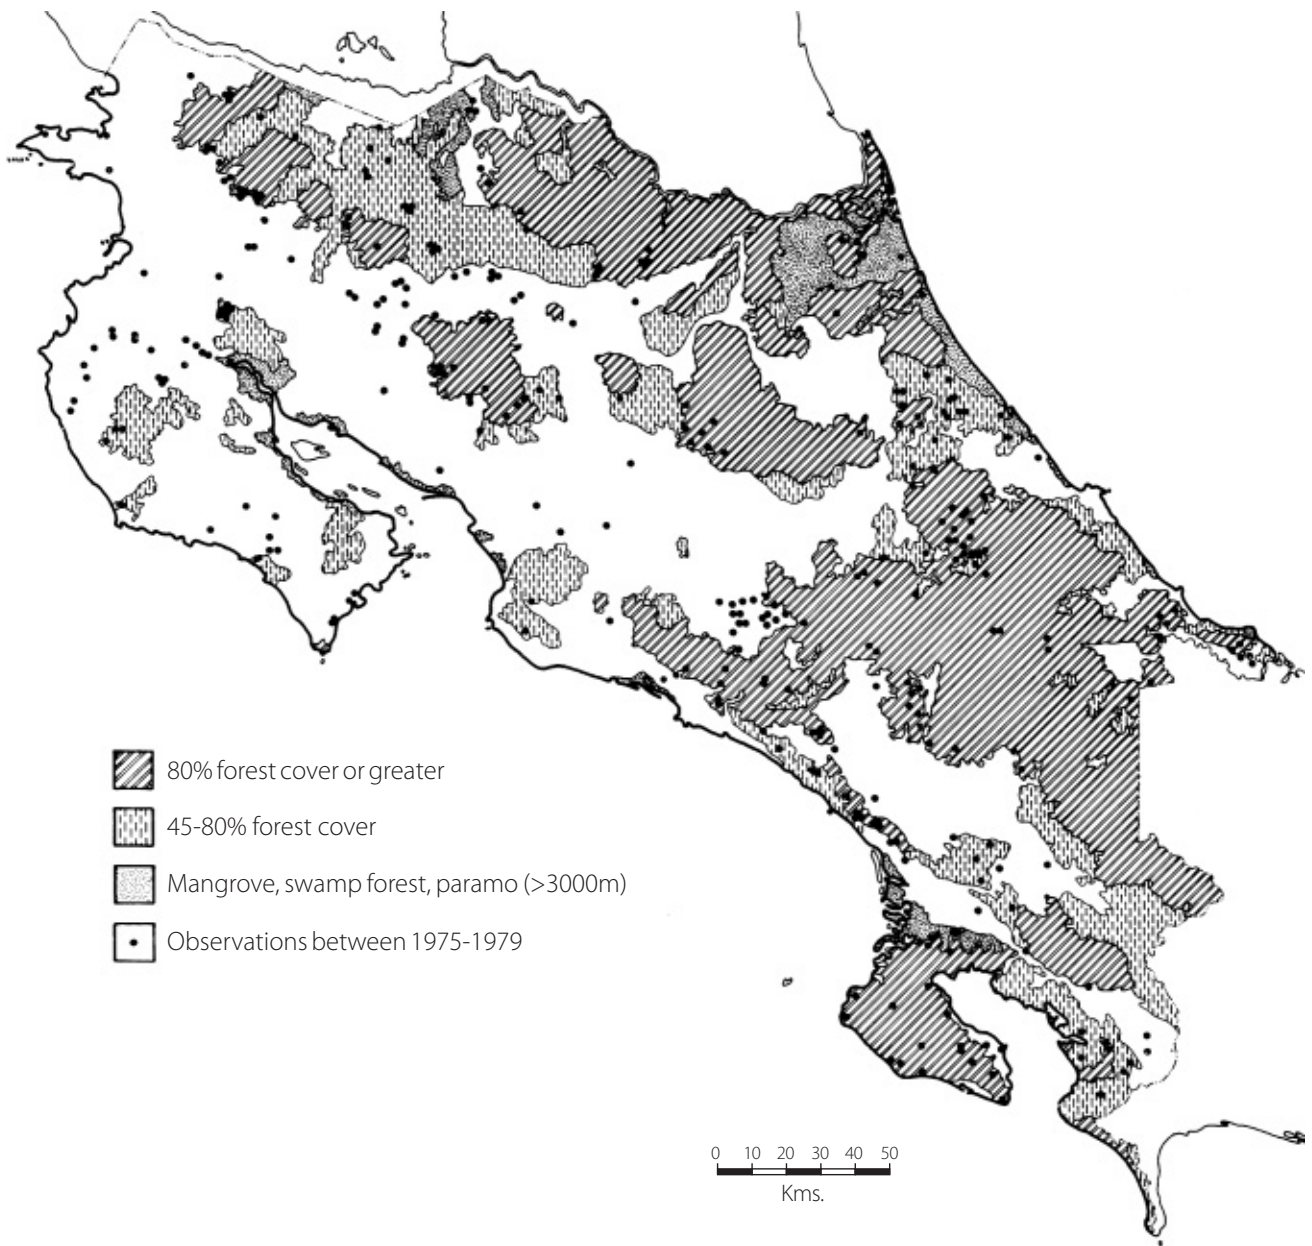 80% forest cover or greater
45-80% forest cover
Mangrove, swamp forest, paramo (>3000m)
Observations between 1975-1979
0 10 20 30 40 50
Kms.